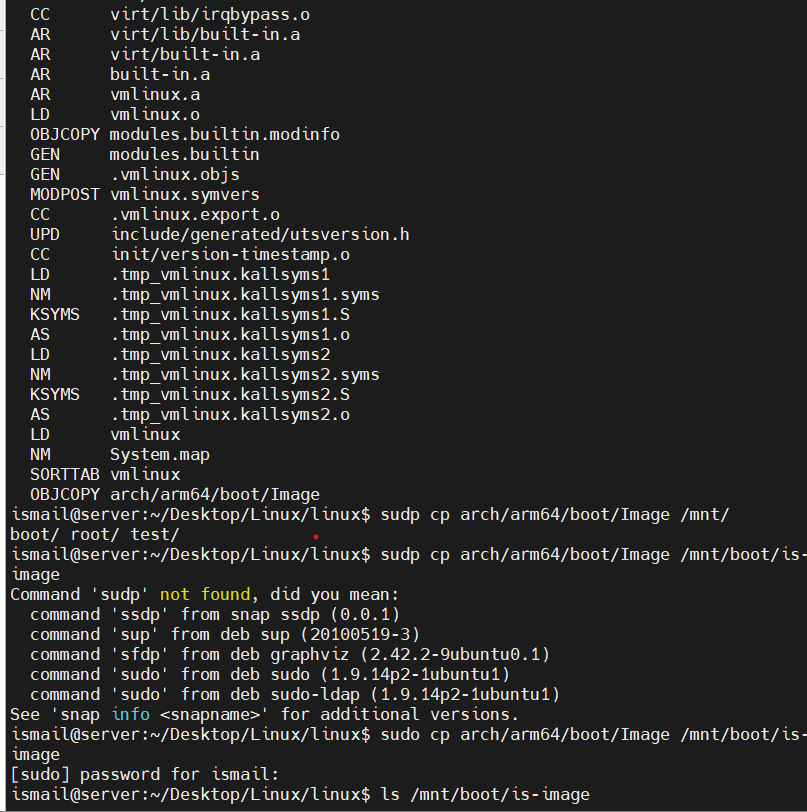 CC virt/lib/irqbypass.o
AR virt/lib/built-in.a
AR virt/built-in.a
AR built-in.a
AR vmlinux.a
LD vmlinux.o
OBJCOPY modules.builtin.modinfo
GEN modules.builtin
GEN .vmlinux.objs
MODPOST vmlinux.symvers
CC .vmlinux.export.o
UPD include/generated/utsversion.h
CC init/version-timestamp.o
LD .tmp_vmlinux.kallsyms1
NM .tmp_vmlinux.kallsyms1.syms
KSYMS .tmp_vmlinux.kallsyms1.S
AS .tmp_vmlinux.kallsyms1.o
LD .tmp_vmlinux.kallsyms2
NM .tmp_vmlinux.kallsyms2.syms
KSYMS .tmp_vmlinux.kallsyms2.S
AS .tmp_vmlinux.kallsyms2.o
LD vmlinux
NM System.map
SORTTAB vmlinux
OBJCOPY arch/arm64/boot/Image
ismail@server:~/Desktop/Linux/linux$ sudp cp arch/arm64/boot/Image /mnt/
boot/ root/ test/
ismail@server:~/Desktop/Linux/linux$ sudp cp arch/arm64/boot/Image /mnt/boot/is-
image
Command 'sudp' not found, did you mean:
command 'ssdp' from snap ssdp (0.0.1)
command 'sup' from deb sup (20100519-3)
command 'sfdp' from deb graphviz (2.42.2-9ubuntu0.1)
command 'sudo' from deb sudo (1.9.14p2-1ubuntu1)
command 'sudo' from deb sudo-ldap (1.9.14p2-1ubuntu1)
See 'snap info <snapname>' for additional versions.
ismail@server:~/Desktop/Linux/linux$ sudo cp arch/arm64/boot/Image /mnt/boot/is-
image
[sudo] password for ismail:
ismail@server:~/Desktop/Linux/linux$ ls /mnt/boot/is-image